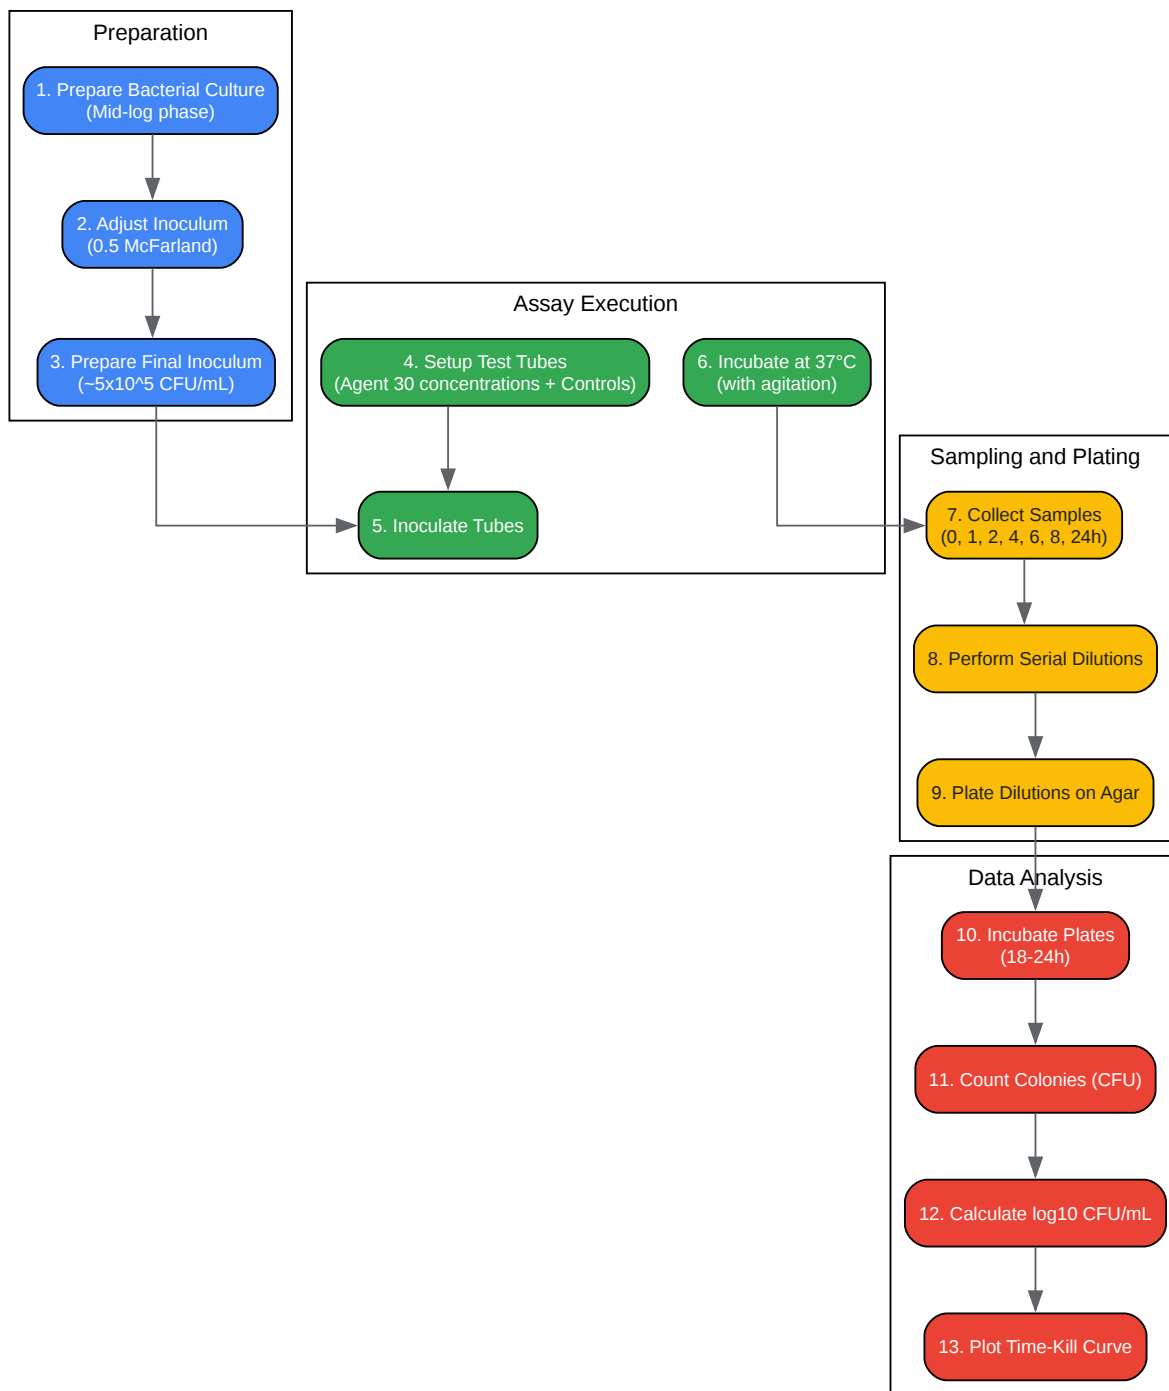 Preparation
1. Prepare Bacterial Culture
(Mid-log phase)
2. Adjust Inoculum
(0.5 McFarland)
3. Prepare Final Inoculum
(~5x10^5 CFU/mL)
Assay Execution
4. Setup Test Tubes
(Agent 30 concentrations + Controls)
6. Incubate at 37°C
(with agitation)
5. Inoculate Tubes
Sampling and Plating
7. Collect Samples
(0, 1, 2, 4, 6, 8, 24h)
8. Perform Serial Dilutions
9. Plate Dilutions on Agar
Data Analysis
10. Incubate Plates
(18-24h)
11. Count Colonies (CFU)
12. Calculate log10 CFU/mL
13. Plot Time-Kill Curve